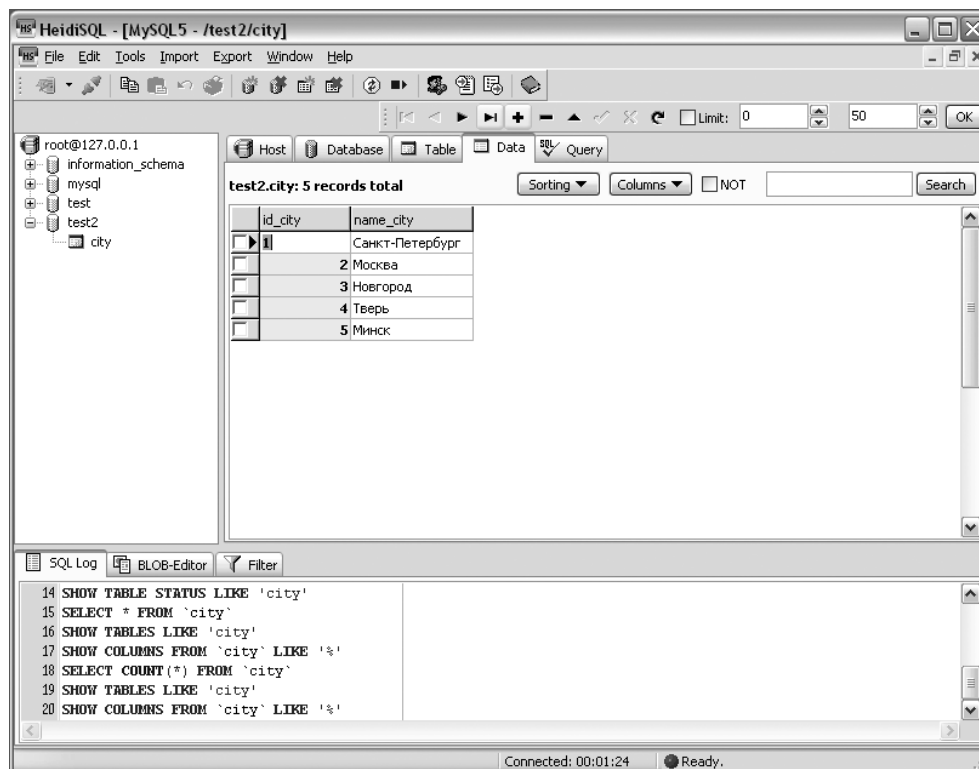 HeidiSQL - [MySQL5 - /test2/city]
File Edit Tools Import Export Window Help
Limit: 0 50 OK
root@127.0.0.1
information_schema
mysql
test
test2
city
Host Database Table Data Query
test2.city: 5 records total Sorting Columns NOT Search
id_city name_city
1 Санкт-Петербург
2 Москва
3 Новгород
4 Тверь
5 Минск
SQL Log BLOB-Editor Filter
14 SHOW TABLE STATUS LIKE 'city'
15 SELECT * FROM `city`
16 SHOW TABLES LIKE 'city'
17 SHOW COLUMNS FROM `city` LIKE '%'
18 SELECT COUNT(*) FROM `city`
19 SHOW TABLES LIKE 'city'
20 SHOW COLUMNS FROM `city` LIKE '%'
Connected: 00:01:24 Ready.